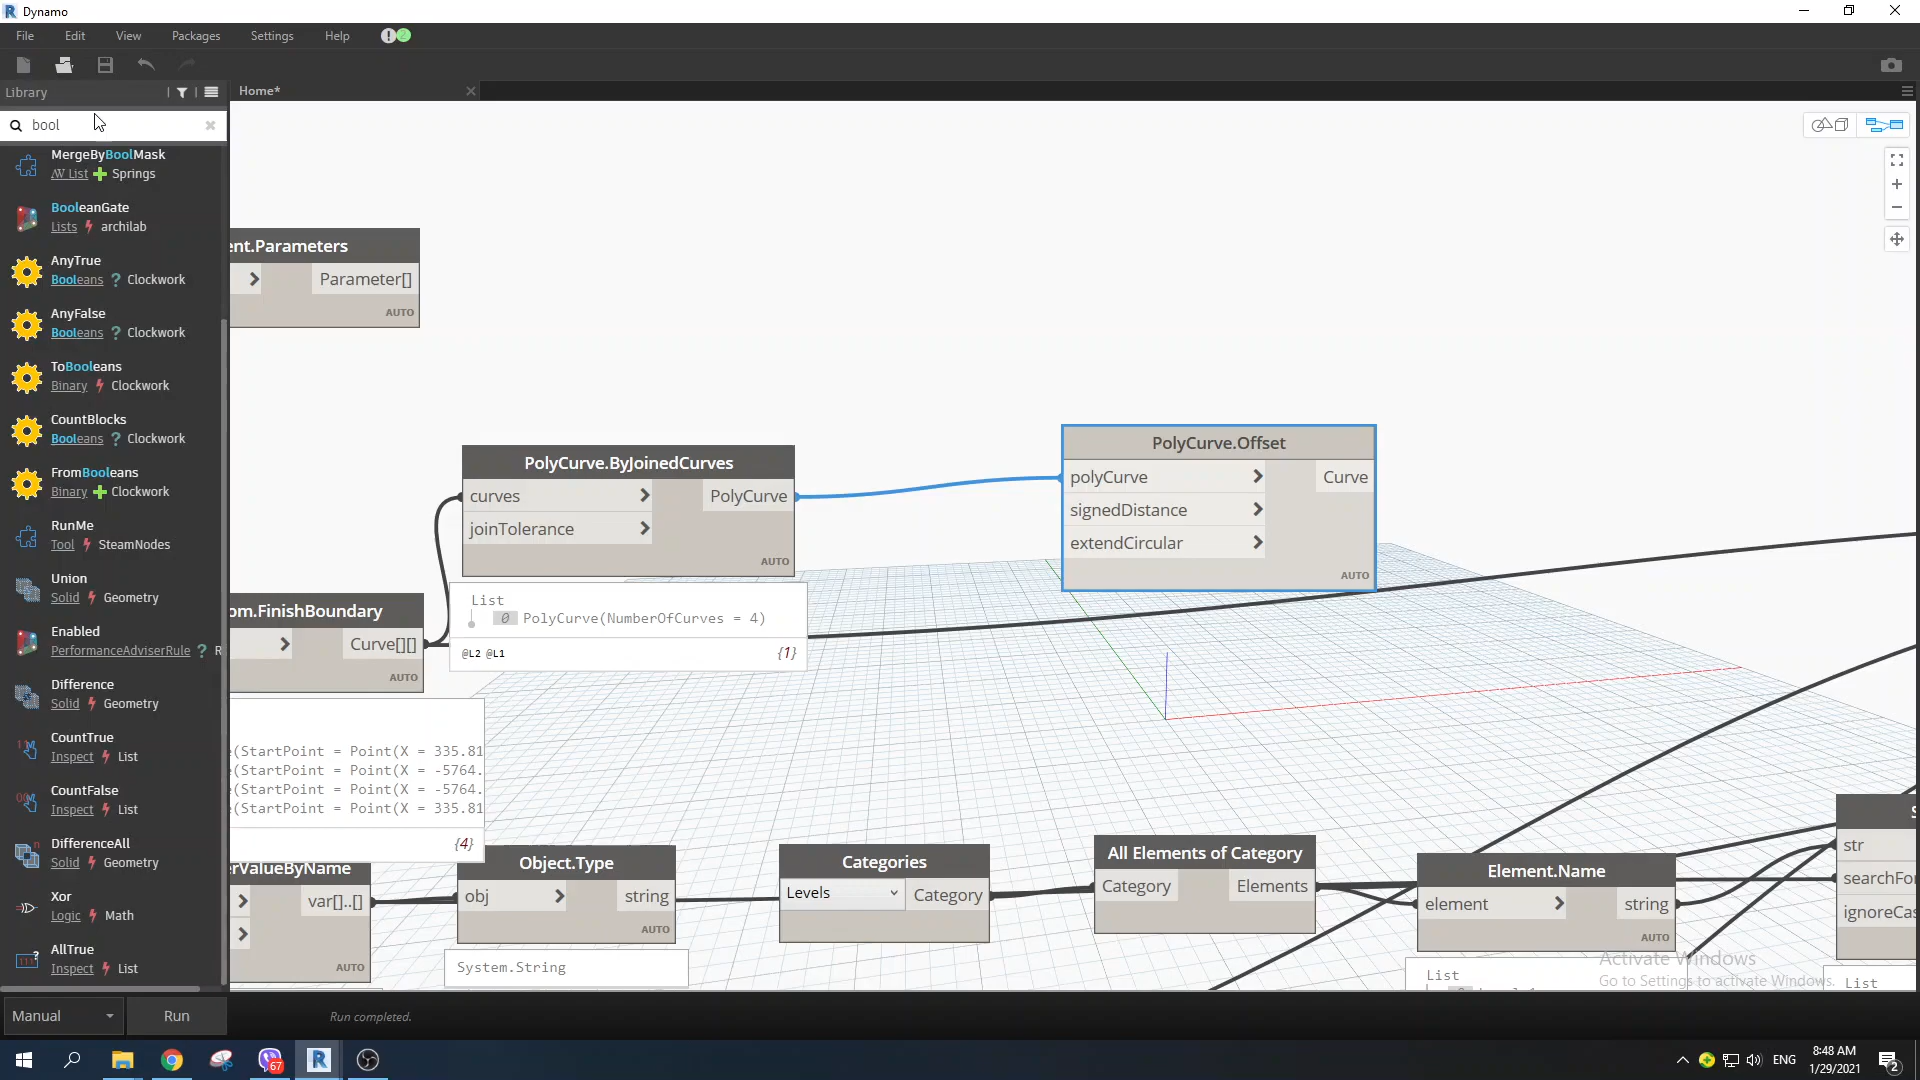 Dynamo
File Edit View Packages Settings Help
Library
Home*
bool
MergeByBoolMask
List Springs
BooleanGate
Lists archilab
AnyTrue
Booleans ? Clockwork
AnyFalse
Booleans ? Clockwork
ToBooleans
Binary Clockwork
CountBlocks
Booleans ? Clockwork
FromBooleans
Binary Clockwork
RunMe
Tool SteamNodes
Union
Solid Geometry
Enabled
PerformanceAdviserRule ? R
Difference
Solid Geometry
CountTrue
Inspect List
CountFalse
Inspect List
DifferenceAll
Solid Geometry
Xor
Logic Math
AllTrue
Inspect List
Manual
Run
Run completed.
ent.Parameters
Parameter[]
AUTO
PolyCurve.ByJoinedCurves
curves > PolyCurve
joinTolerance >
AUTO
List
0 PolyCurve(NumberOfCurves = 4)
@L2 @L1 {1}
PolyCurve.Offset
polyCurve > Curve
signedDistance >
extendCircular >
AUTO
om.FinishBoundary
> Curve[][]
AUTO
e(StartPoint = Point(X = 335.81
e(StartPoint = Point(X = -5764.
e(StartPoint = Point(X = -5764.
e(StartPoint = Point(X = 335.81
{4}
erValueByName
> var[]..[]
>
AUTO
Object.Type
obj > string
AUTO
System.String
Categories
Levels Category
All Elements of Category
Category Elements
Element.Name
element > string
AUTO
List
S
str
searchFor
ignoreCas
List
Activate Windows
Go to Settings to activate Windows.
67
ENG
8:48 AM
1/29/2021
2